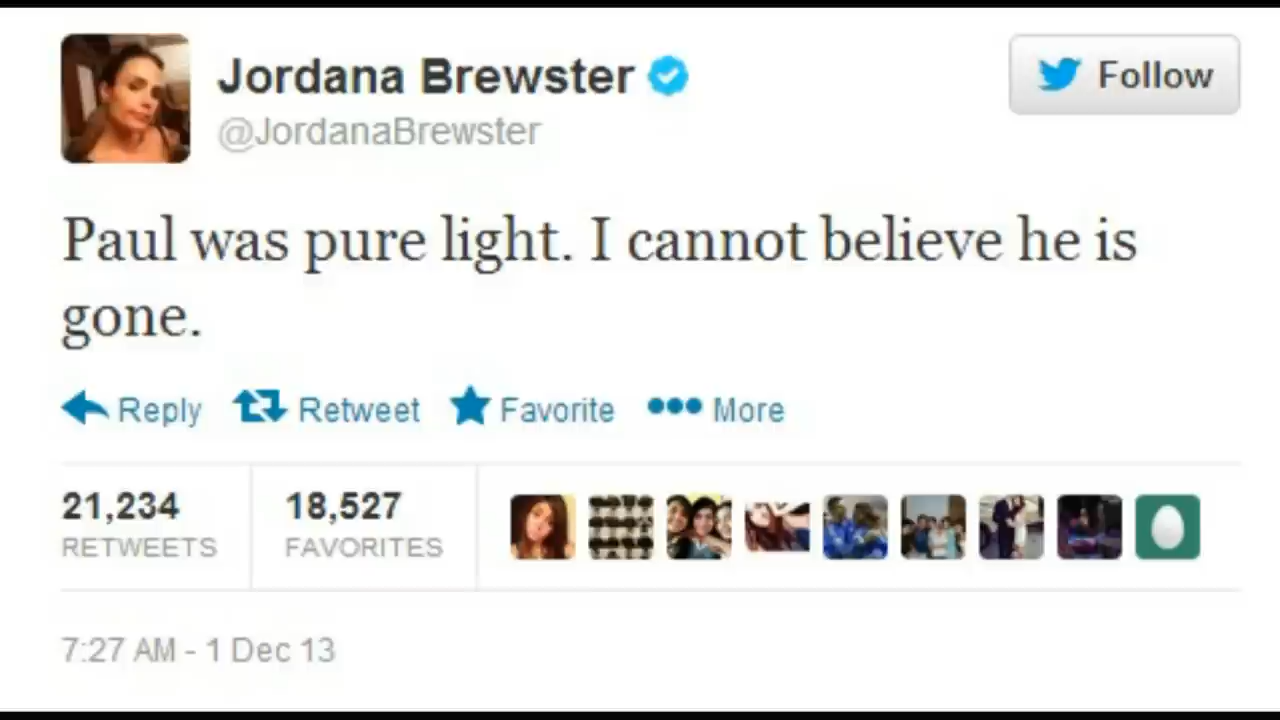 Jordana Brewster
@JordanaBrewster
Follow
Paul was pure light. I cannot believe he is
gone.
Reply Retweet Favorite More
21,234 18,527
RETWEETS FAVORITES
7:27 AM - 1 Dec 13